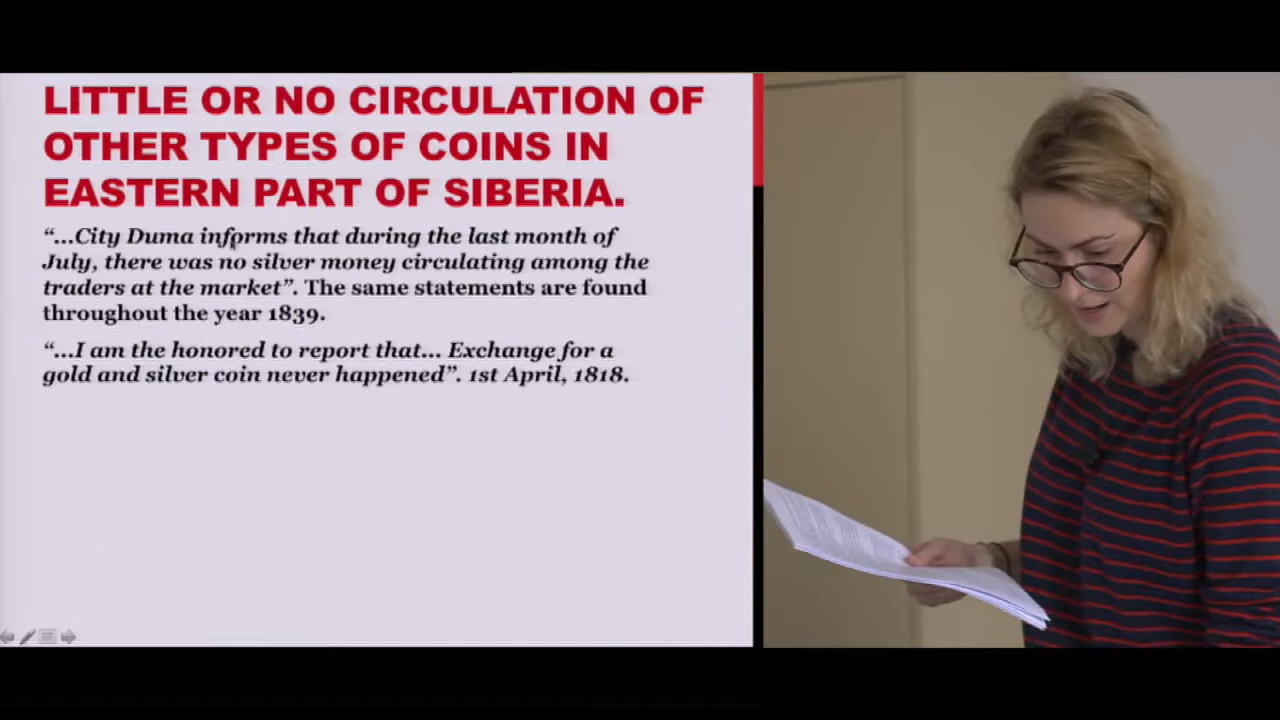 LITTLE OR NO CIRCULATION OF
OTHER TYPES OF COINS IN
EASTERN PART OF SIBERIA.
“…City Duma informs that during the last month of
July, there was no silver money circulating among the
traders at the market”. The same statements are found
throughout the year 1839.
“…I am the honored to report that… Exchange for a
gold and silver coin never happened”. 1st April, 1818.